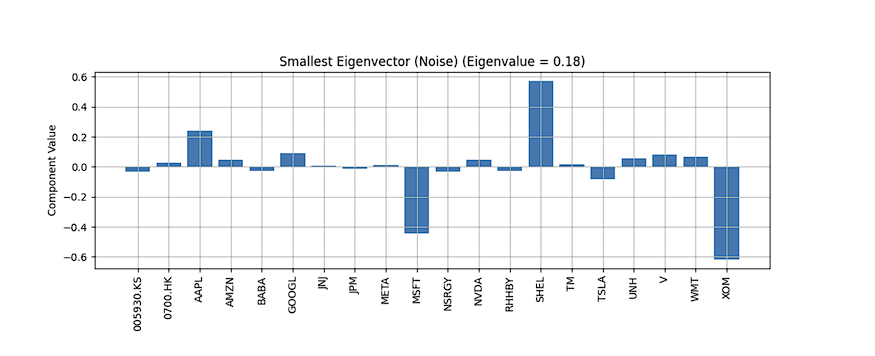 Smallest Eigenvector (Noise) (Eigenvalue = 0.18)
Component Value
0.6
0.4
0.2
0.0
−0.2
−0.4
−0.6
005930.KS
0700.HK
AAPL
AMZN
BABA
GOOGL
JNJ
JPM
META
MSFT
NSRGY
NVDA
RHHBY
SHEL
TM
TSLA
UNH
V
WMT
XOM